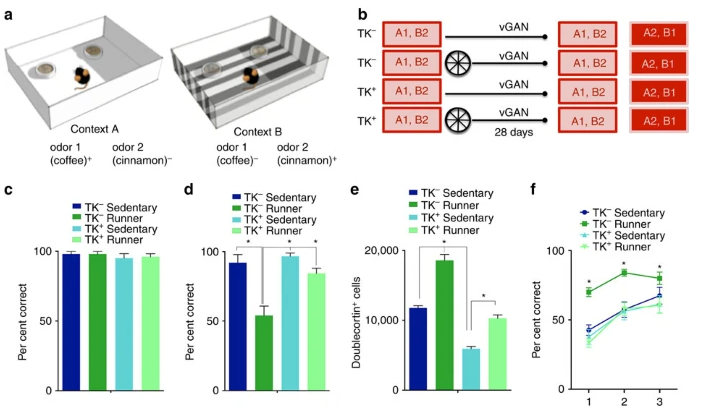 a
Context A
odor 1
(coffee)+
odor 2
(cinnamon)−
Context B
odor 1
(coffee)−
odor 2
(cinnamon)+
b
TK− A1, B2 vGAN A1, B2 A2, B1
TK− A1, B2 vGAN A1, B2 A2, B1
TK+ A1, B2 vGAN A1, B2 A2, B1
TK+ A1, B2 vGAN A1, B2 A2, B1
28 days
c
TK− Sedentary
TK− Runner
TK+ Sedentary
TK+ Runner
Per cent correct
100
50
0
d
TK− Sedentary
TK− Runner
TK+ Sedentary
TK+ Runner
* * *
Per cent correct
100
50
0
e
TK− Sedentary
TK− Runner
TK+ Sedentary
TK+ Runner
*
*
Doublecortin+ cells
20,000
10,000
0
f
TK− Sedentary
TK− Runner
TK+ Sedentary
TK+ Runner
* * *
Per cent correct
100
50
0
1 2 3